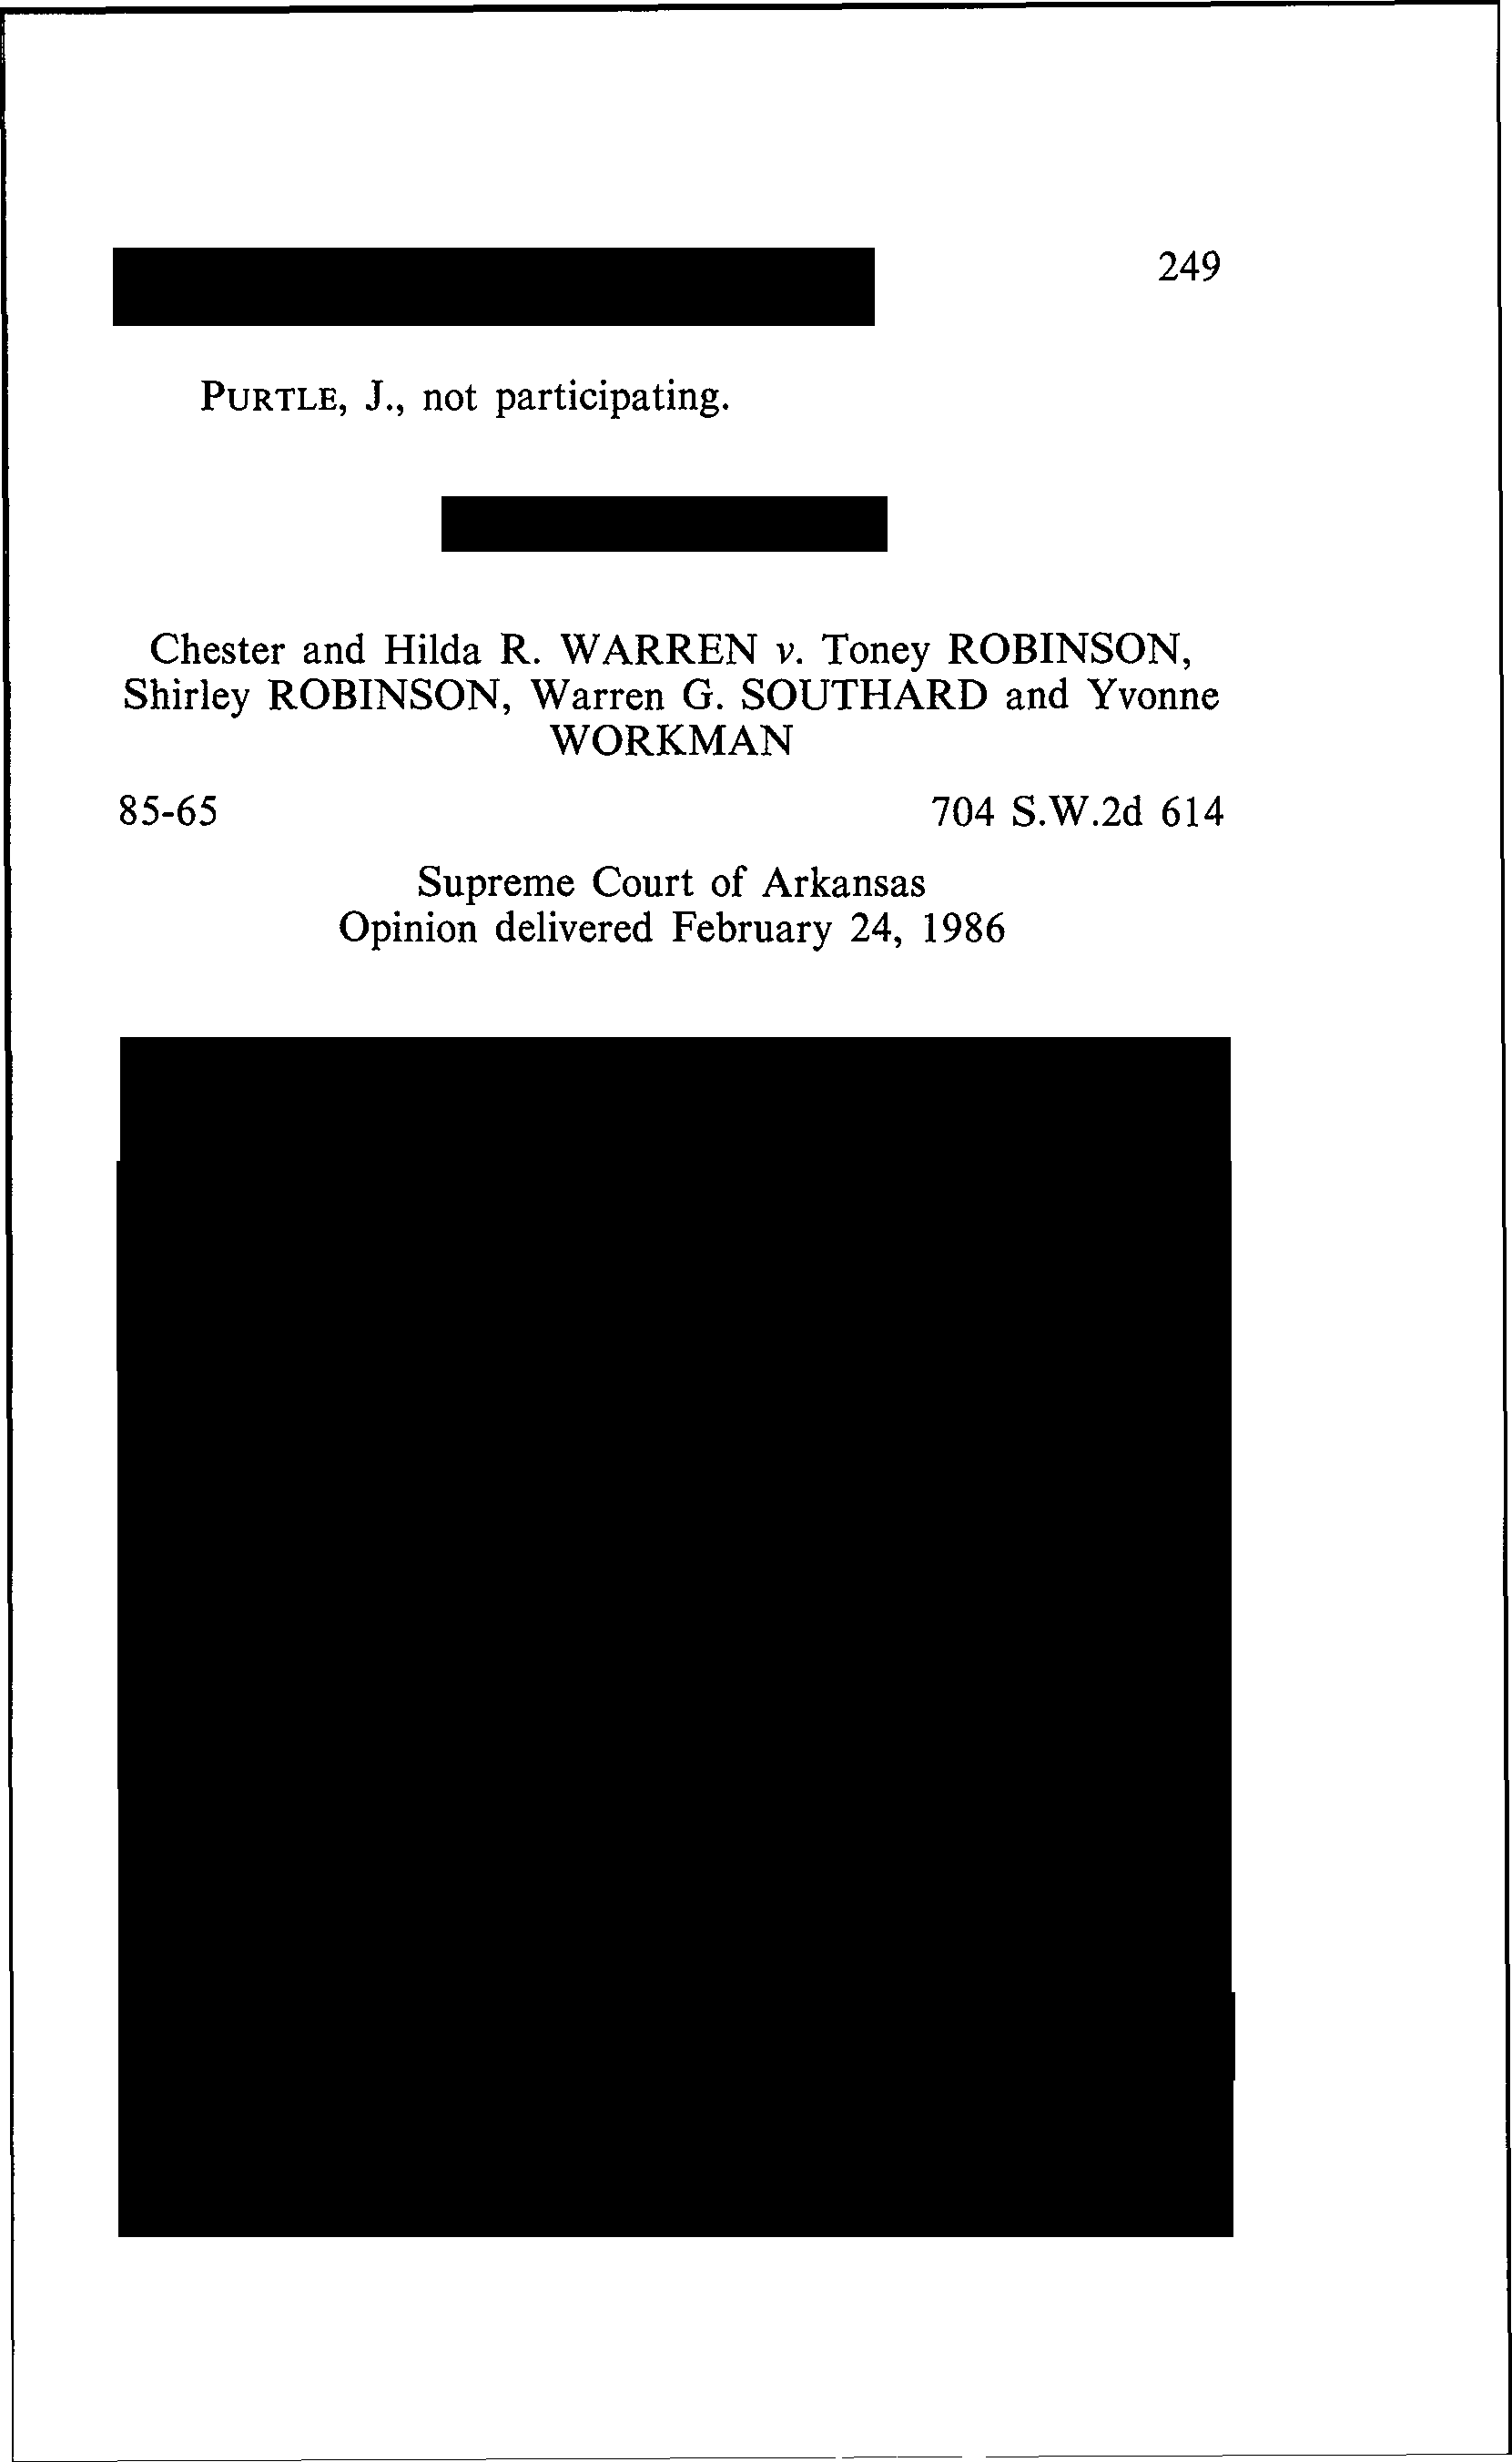 249
PURTLE, J., not participating.
Chester and Hilda R. WARREN v. Toney ROBINSON,
Shirley ROBINSON, Warren G. SOUTHARD and Yvonne
WORKMAN
85-65 704 S.W.2d 614
Supreme Court of Arkansas
Opinion delivered February 24, 1986